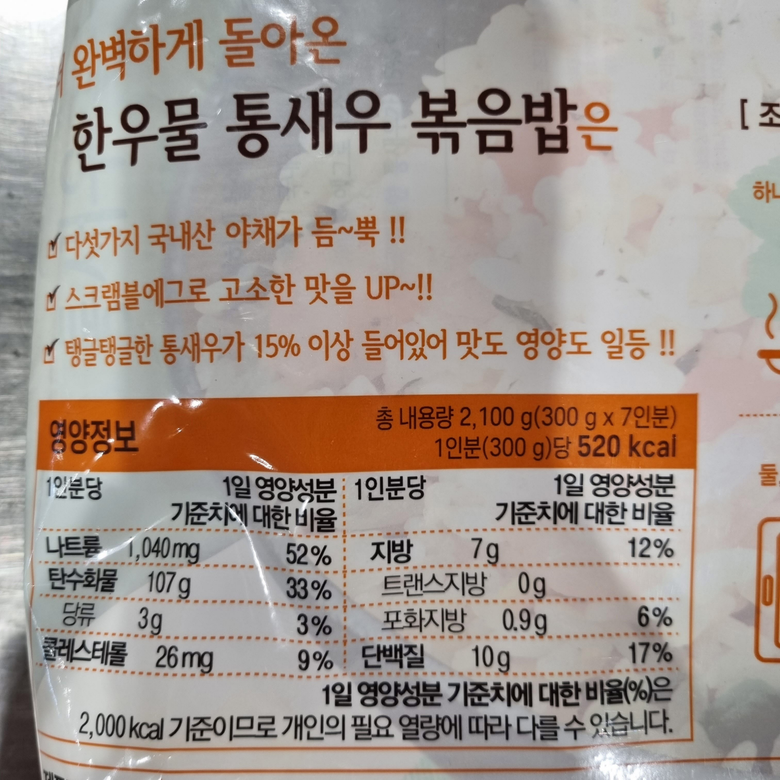 완벽하게 돌아온
한우물 통새우 볶음밥은
[ 조
하나
다섯가지 국내산 야채가 듬~뿍 !!
스크램블에그로 고소한 맛을 UP~!!
탱글탱글한 통새우가 15% 이상 들어있어 맛도 영양도 일등 !!
영양정보
총 내용량 2,100 g(300 g x 7인분)
1인분(300 g)당 520 kcal
1인분당 1일 영양성분 기준치에 대한 비율
1인분당 1일 영양성분 기준치에 대한 비율
나트륨 1,040mg 52% 지방 7g 12%
탄수화물 107g 33% 트랜스지방 0g
당류 3g 3% 포화지방 0.9g 6%
콜레스테롤 26mg 9% 단백질 10g 17%
1일 영양성분 기준치에 대한 비율(%)은
2,000kcal 기준이므로 개인의 필요 열량에 따라 다를 수 있습니다.
둘